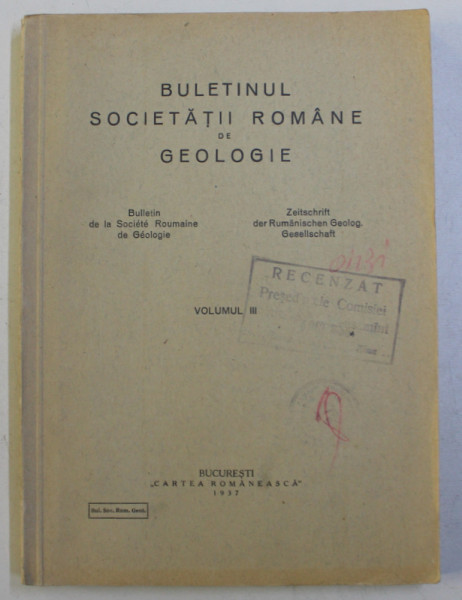 BULETINUL
SOCIETĂȚII ROMÂNE
DE
GEOLOGIE
Bulletin
de la Société Roumaine
de Géologie
Zeitschrift
der Rumänischen Geolog.
Gesellschaft
RECENZAT
Comisiei
VOLUMUL III
BUCUREȘTI
„CARTEA ROMÂNEASCĂ”
1937
Bul. Soc. Rom. Geol.